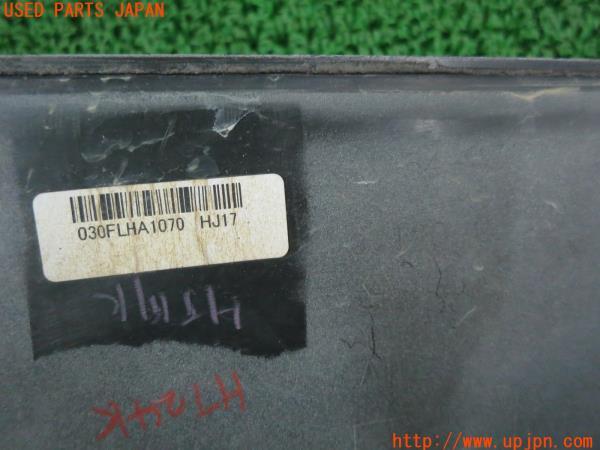 USED PARTS JAPAN
030FLHA1070 HJ17
http://www.upjpn.com